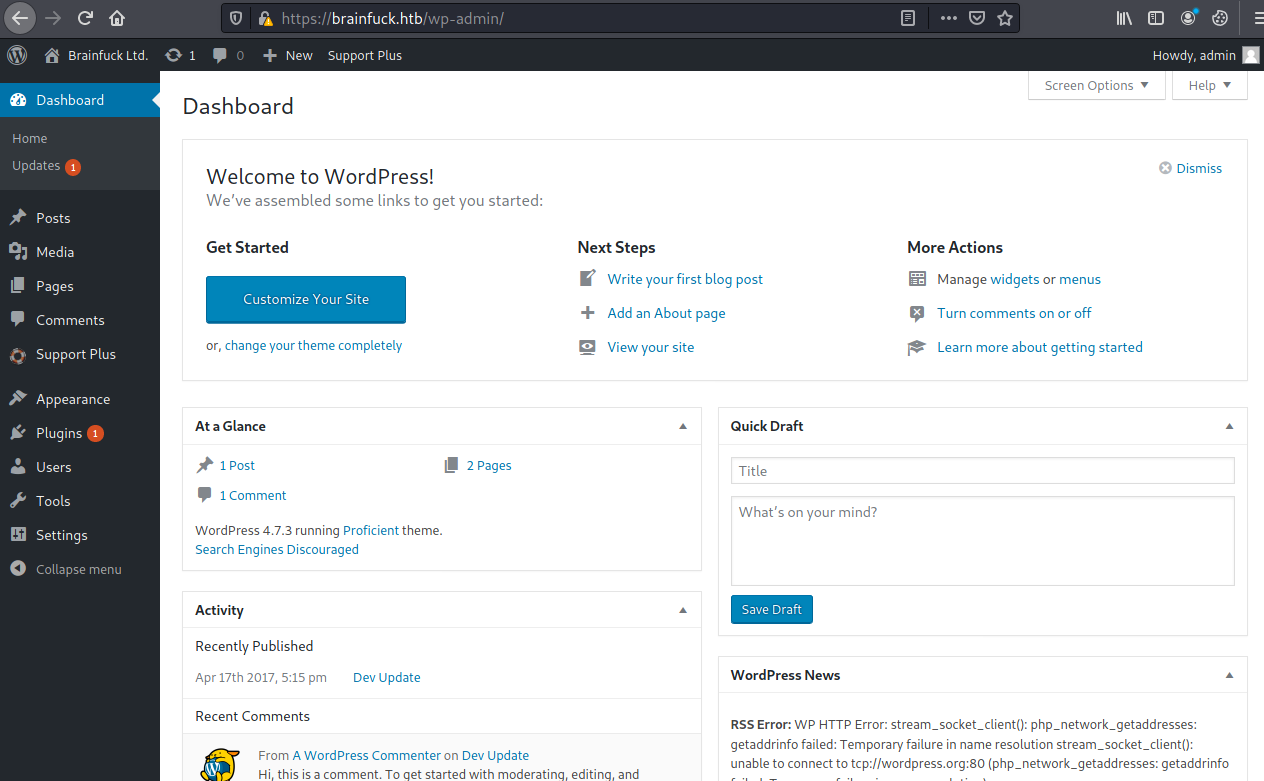 https://brainfuck.htb/wp-admin/
Brainfuck Ltd. 1 0 New Support Plus Howdy, admin
Dashboard
Home
Updates 1
Posts
Media
Pages
Comments
Support Plus
Appearance
Plugins 1
Users
Tools
Settings
Collapse menu
Screen Options Help
Dashboard
Welcome to WordPress!
We've assembled some links to get you started:
Dismiss
Get Started
Customize Your Site
or, change your theme completely
Next Steps
Write your first blog post
Add an About page
View your site
More Actions
Manage widgets or menus
Turn comments on or off
Learn more about getting started
At a Glance
1 Post 2 Pages
1 Comment
WordPress 4.7.3 running Proficient theme.
Search Engines Discouraged
Activity
Recently Published
Apr 17th 2017, 5:15 pm Dev Update
Recent Comments
From A WordPress Commenter on Dev Update
Hi, this is a comment. To get started with moderating, editing, and
Quick Draft
Title
What's on your mind?
Save Draft
WordPress News
RSS Error: WP HTTP Error: stream_socket_client(): php_network_getaddresses:
getaddrinfo failed: Temporary failure in name resolution stream_socket_client():
unable to connect to tcp://wordpress.org:80 (php_network_getaddresses: getaddrinfo